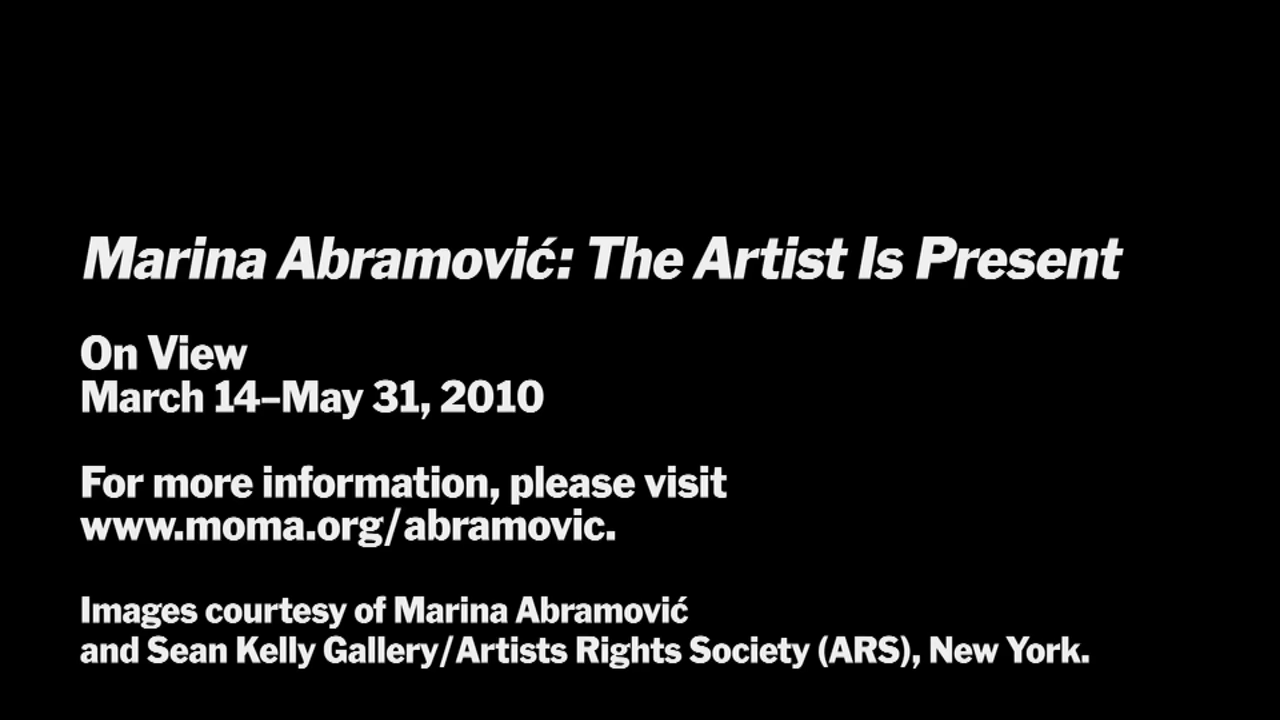 Marina Abramović: The Artist Is Present
On View
March 14–May 31, 2010
For more information, please visit
www.moma.org/abramovic.
Images courtesy of Marina Abramović
and Sean Kelly Gallery/Artists Rights Society (ARS), New York.